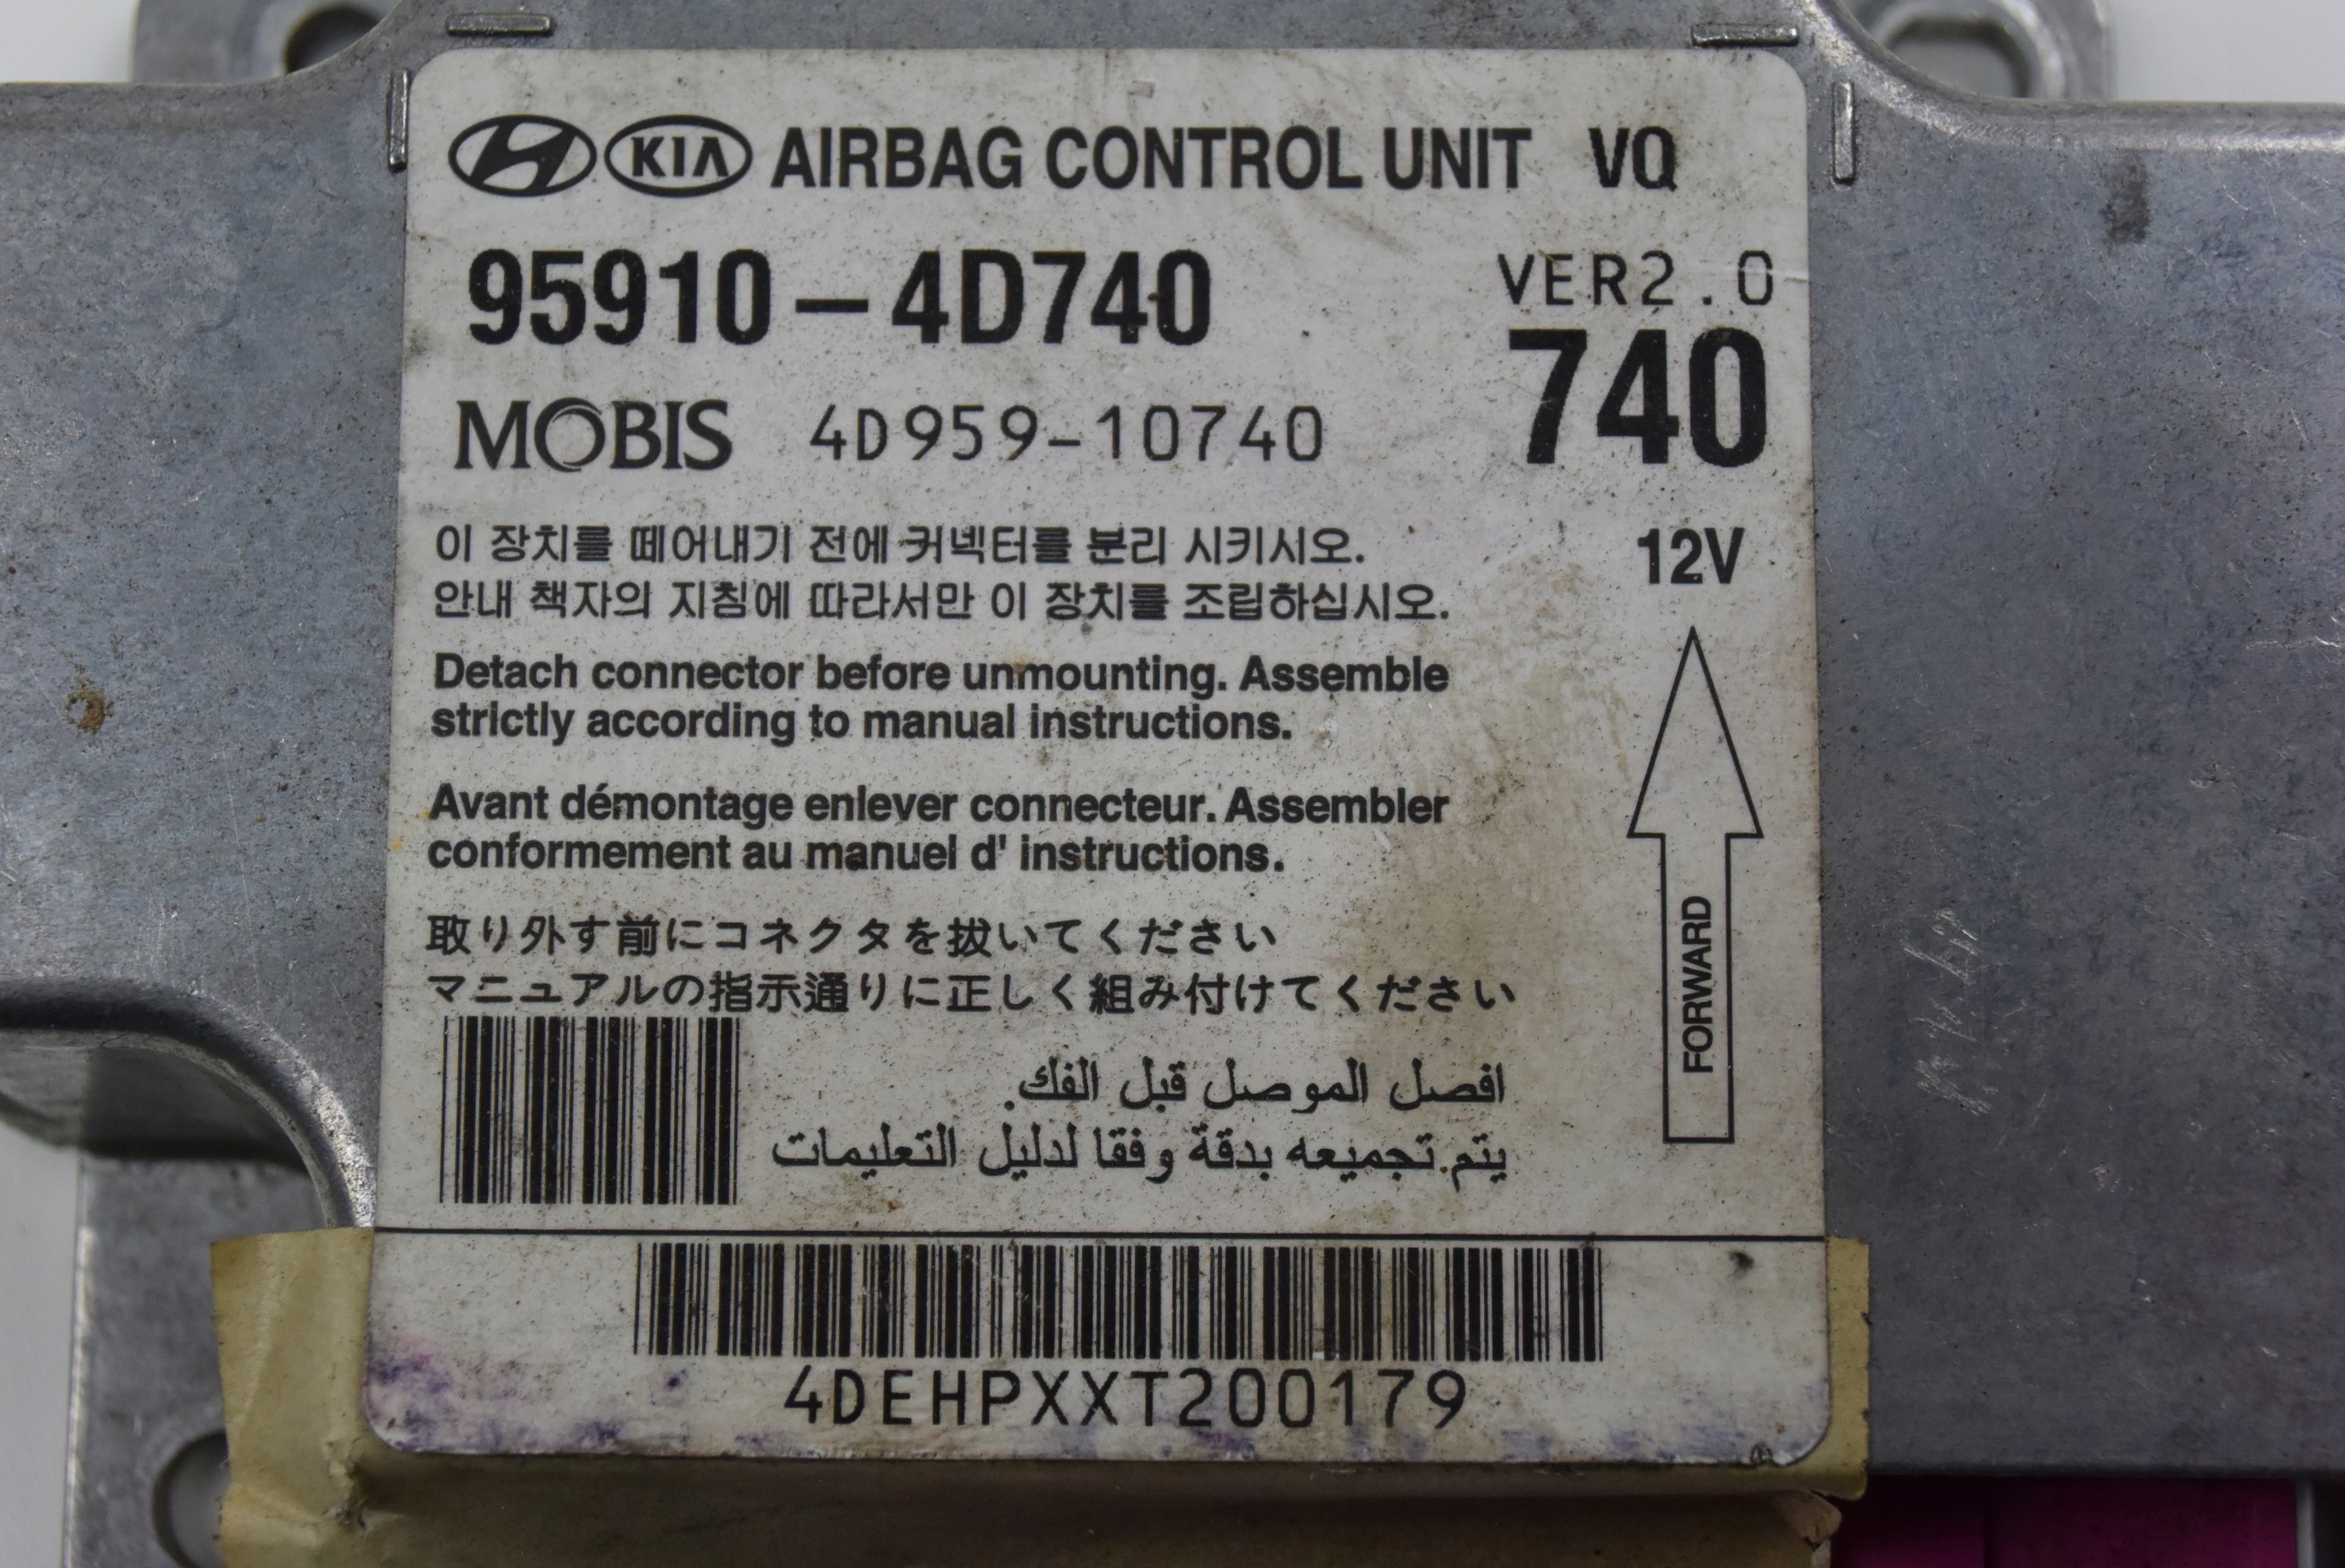 KIA AIRBAG CONTROL UNIT VQ
95910-4D740
VER2.0
MOBIS 4D959-10740
740
이 장치를 떼어내기 전에 커넥터를 분리 시키시오.
안내 책자의 지침에 따라서만 이 장치를 조립하십시오.
12V
Detach connector before unmounting. Assemble
strictly according to manual instructions.
Avant démontage enlever connecteur. Assembler
conformement au manuel d' instructions.
FORWARD
取り外す前にコネクタを抜いてください
マニュアルの指示通りに正しく組み付けてください
افصل الموصل قبل الفك.
يتم تجميعه بدقة وفقا لدليل التعليمات
4DEHPXXT200179